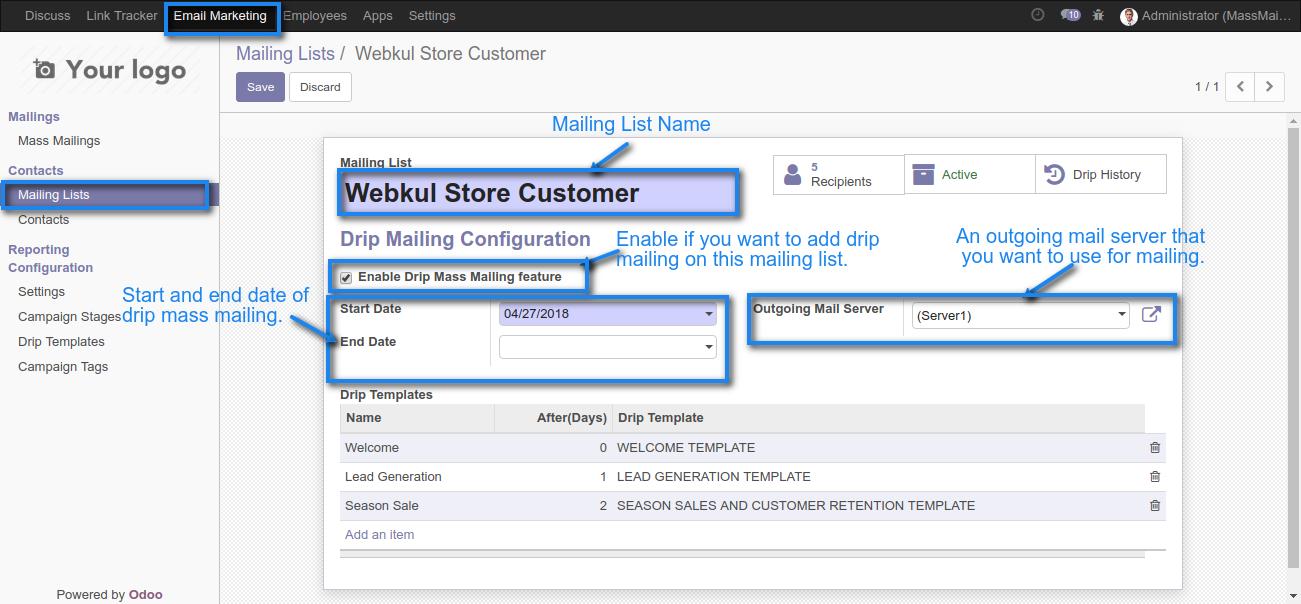 Discuss Link Tracker Email Marketing Employees Apps Settings 10 Administrator (MassMai...
Your logo
Mailings
Mass Mailings
Contacts
Mailing Lists
Contacts
Reporting
Configuration
Settings
Campaign Stages
Drip Templates
Campaign Tags
Powered by Odoo
Mailing Lists / Webkul Store Customer
Save Discard
1 / 1
Mailing List Name
Mailing List
Webkul Store Customer
5
Recipients
Active
Drip History
Drip Mailing Configuration
Enable if you want to add drip
mailing on this mailing list.
An outgoing mail server that
you want to use for mailing.
Enable Drip Mass Mailing feature
Start and end date of
drip mass mailing.
Start Date 04/27/2018
End Date
Outgoing Mail Server (Server1)
Drip Templates
Name After(Days) Drip Template
Welcome 0 WELCOME TEMPLATE
Lead Generation 1 LEAD GENERATION TEMPLATE
Season Sale 2 SEASON SALES AND CUSTOMER RETENTION TEMPLATE
Add an item